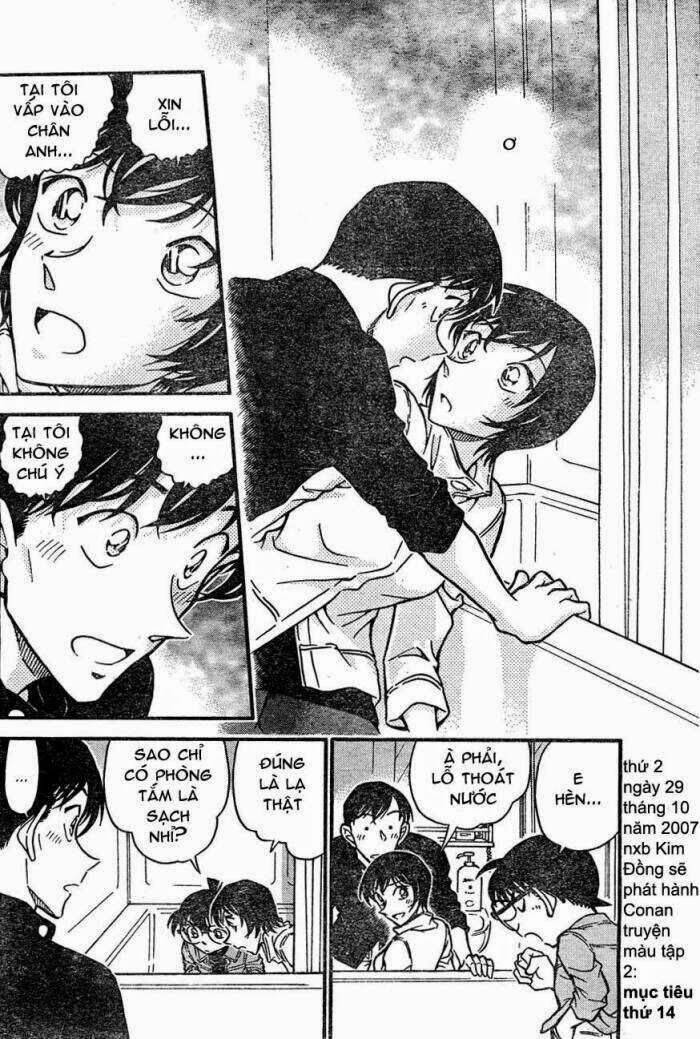 XIN
LỖI...
TẠI TÔI
VẤP VÀO
CHÂN
ANH...
Ơ
KHÔNG
...
TẠI TÔI
KHÔNG
CHÚ Ý
E
HÈN...
À PHẢI,
LỖ THOÁT
NƯỚC
ĐÚNG
LÀ LẠ
THẬT
SAO CHỈ
CÓ PHÒNG
TẮM LÀ
SẠCH
NHỈ?
...
thứ 2
ngày 29
tháng 10
năm 2007
nxb Kim
Đồng sẽ
phát hành
Conan
truyện
màu tập
2:
mục tiêu
thứ 14